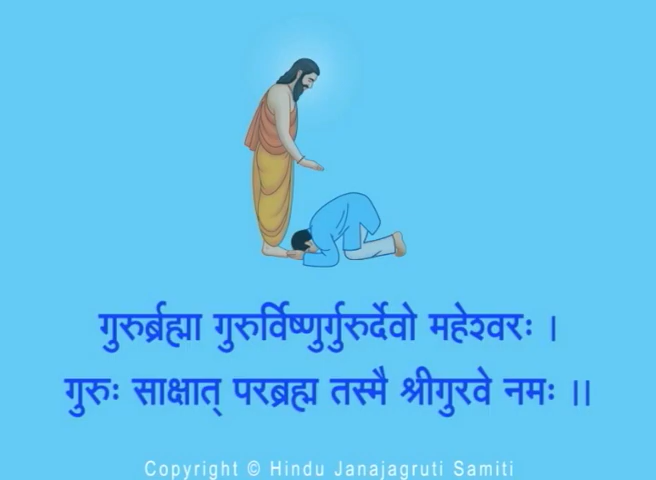 गुरुर्ब्रह्मा गुरुर्विष्णुर्गुरुर्देवो महेश्वरः ।
गुरुः साक्षात् परब्रह्म तस्मै श्रीगुरवे नमः ।।
Copyright © Hindu Janajagruti Samiti